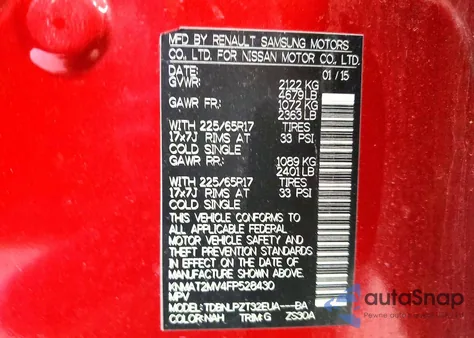 MFD BY RENAULT SAMSUNG MOTORS
CO. LTD. FOR NISSAN MOTOR CO., LTD.
DATE: 01/15
GVWR: 2122 KG
4679 LB
GAWR FR.: 1072 KG
2363 LB
WITH 225/65R17 TIRES
17x7J RIMS AT 33 PSI
COLD SINGLE
GAWR RR.: 1089 KG
2401 LB
WITH 225/65R17 TIRES
17x7J RIMS AT 33 PSI
COLD SINGLE
THIS VEHICLE CONFORMS TO
ALL APPLICABLE FEDERAL
MOTOR VEHICLE SAFETY AND
THEFT PREVENTION STANDARDS
IN EFFECT ON THE DATE OF
MANUFACTURE SHOWN ABOVE.
KNMAT2MV4FP528430
MPV
TYPE: TDBNLPZT32EUA---BA
COLOR:NAH TRIM:G ZS30A
autoSnap